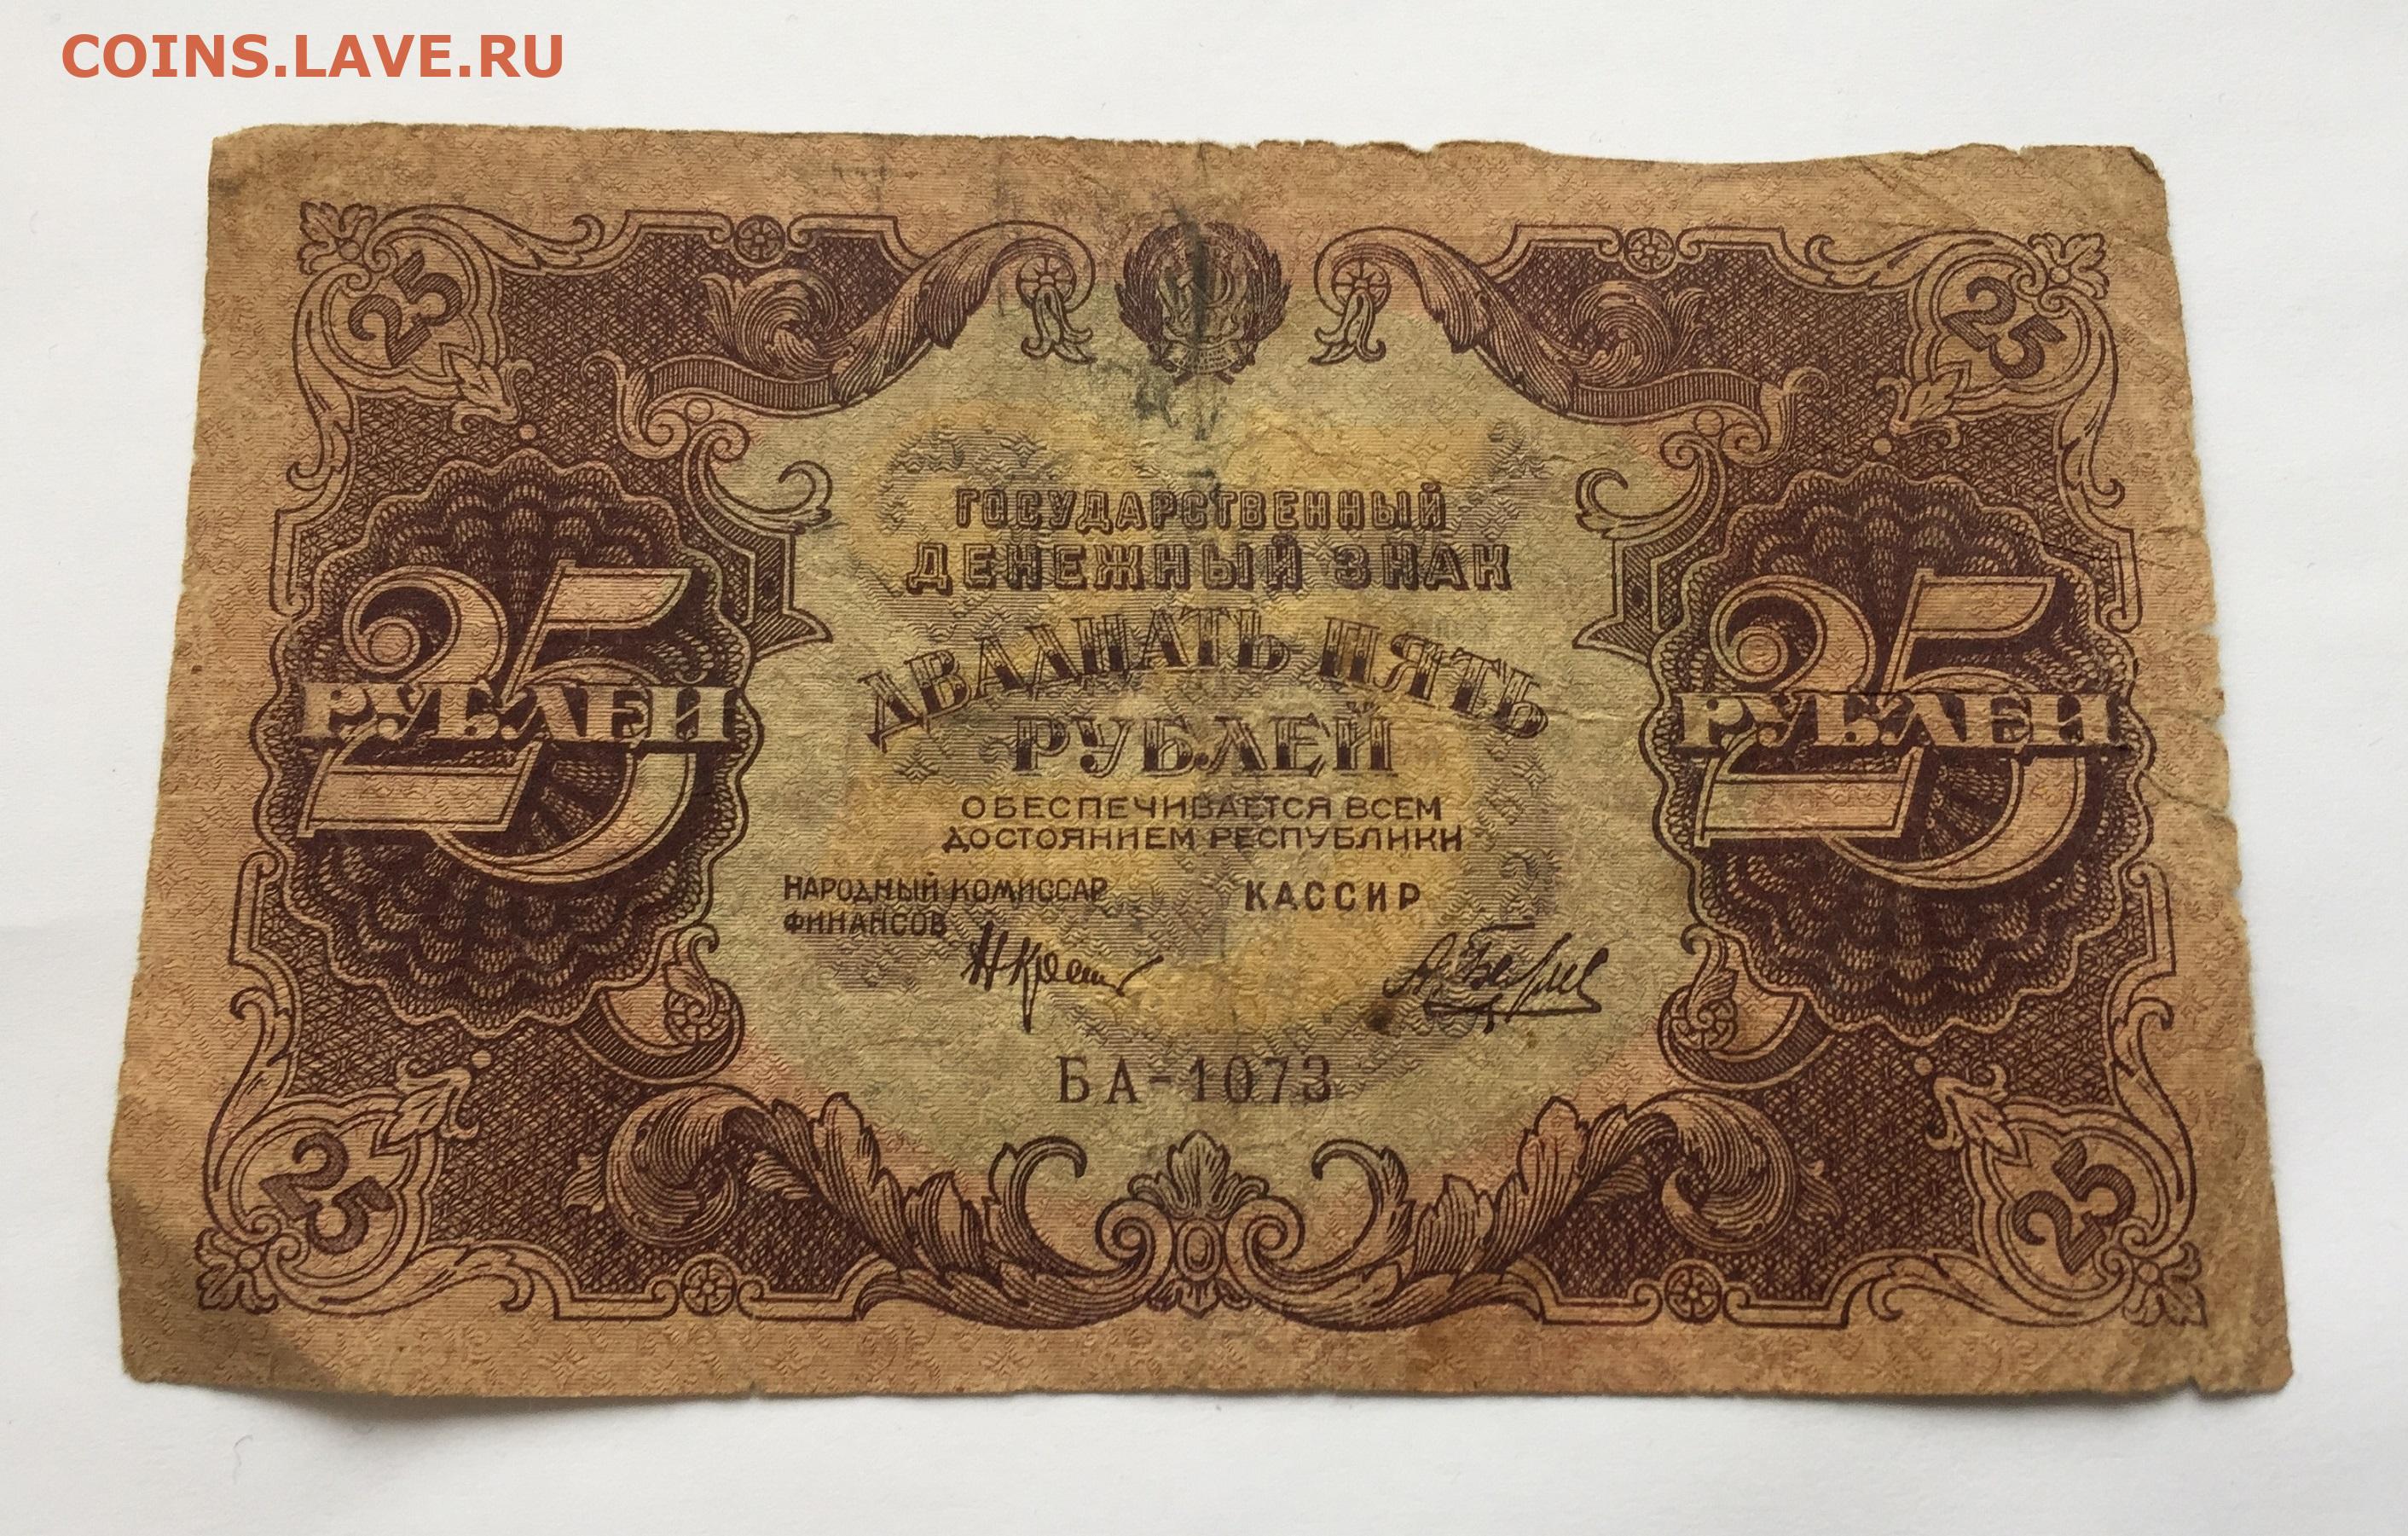 COINS.LAVE.RU
25
25
ГОСУДАРСТВЕННЫЙ
ДЕНЕЖНЫЙ ЗНАК
ДВАДЦАТЬ-ПЯТЬ
РУБЛЕЙ
25
РУБЛЕЙ
25
РУБЛЕЙ
ОБЕСПЕЧИВАЕТСЯ ВСЕМ
ДОСТОЯНИЕМ РЕСПУБЛИКИ
НАРОДНЫЙ КОМИССАР
ФИНАНСОВ
КАССИР
БА-1073
25
25